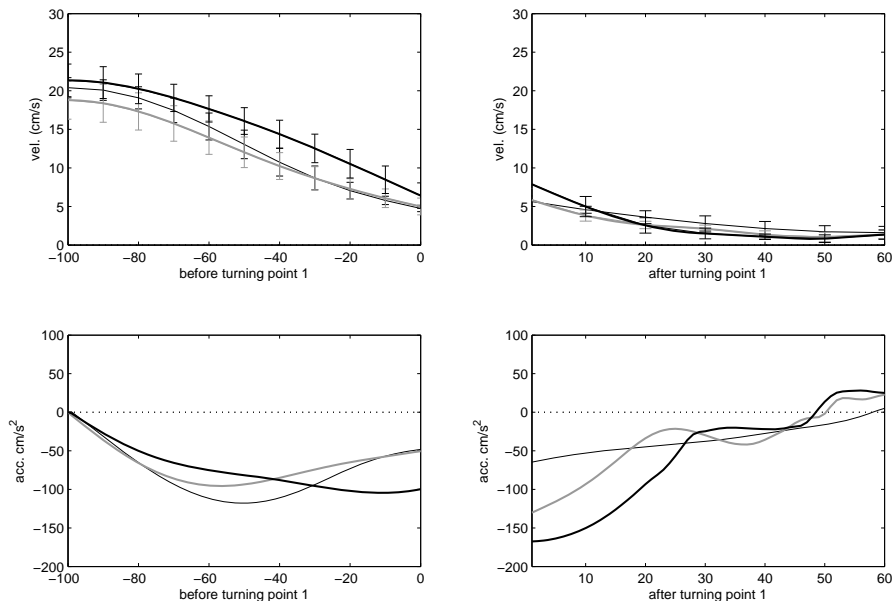 30
25
20
15
10
5
0
vel. (cm/s)
−100 −80 −60 −40 −20 0
before turning point 1
30
25
20
15
10
5
0
vel. (cm/s)
10 20 30 40 50 60
after turning point 1
100
50
0
−50
−100
−150
−200
acc. cm/s²
−100 −80 −60 −40 −20 0
before turning point 1
100
50
0
−50
−100
−150
−200
acc. cm/s²
10 20 30 40 50 60
after turning point 1